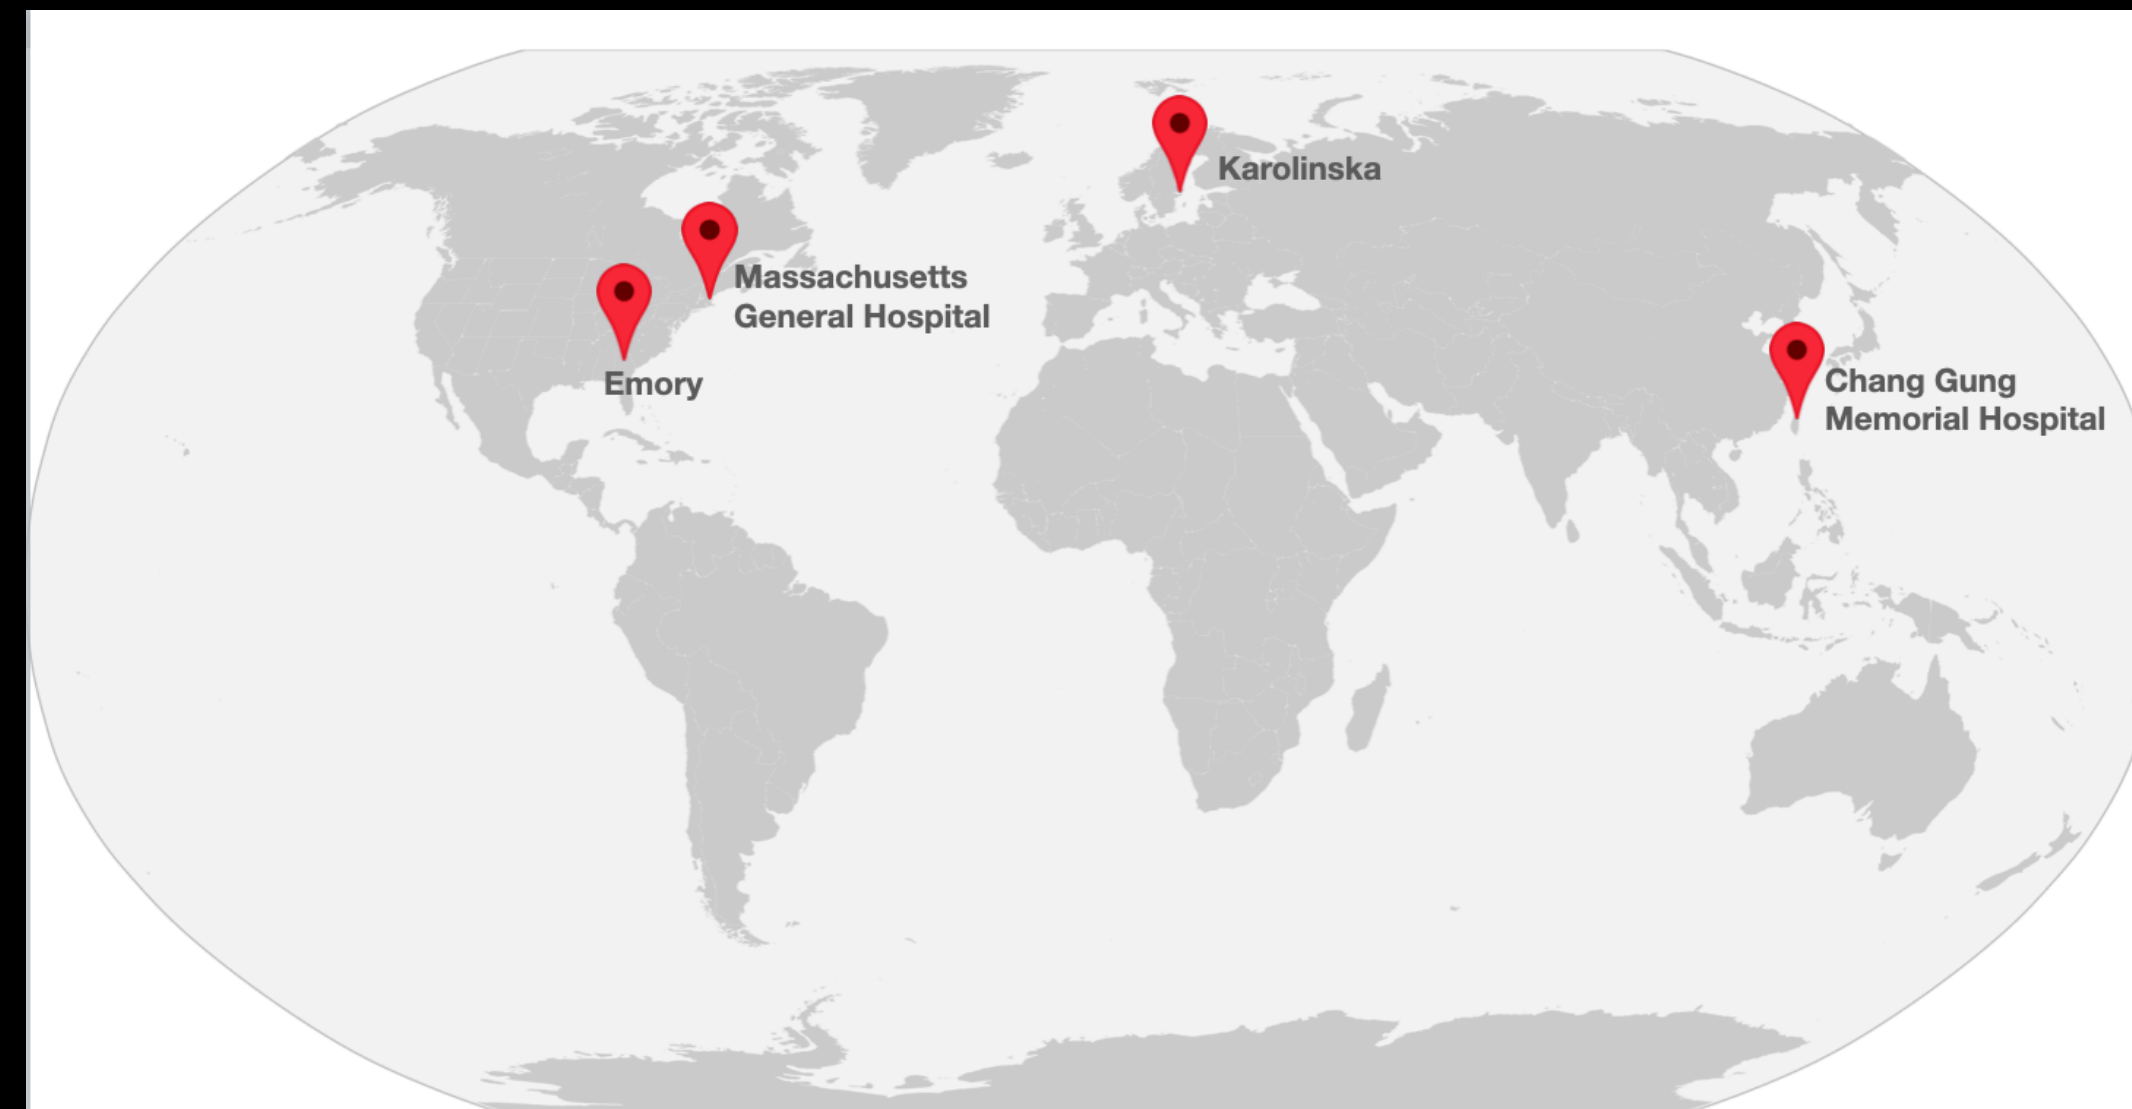 Karolinska
Massachusetts
General Hospital
Emory
Chang Gung
Memorial Hospital